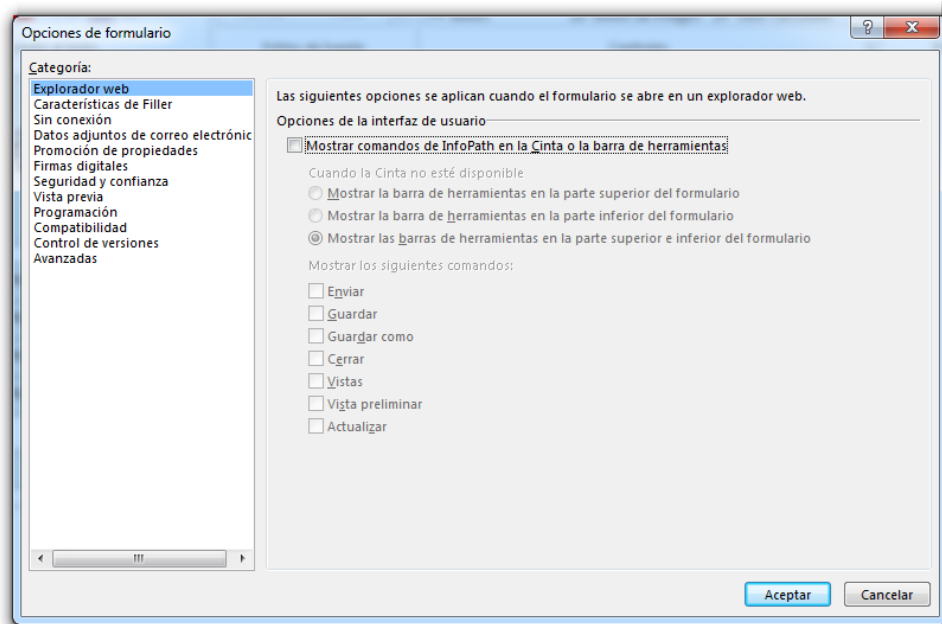 Opciones de formulario
Categoría:
Explorador web
Características de Filler
Sin conexión
Datos adjuntos de correo electrónic
Promoción de propiedades
Firmas digitales
Seguridad y confianza
Vista previa
Programación
Compatibilidad
Control de versiones
Avanzadas
Las siguientes opciones se aplican cuando el formulario se abre en un explorador web.
Opciones de la interfaz de usuario
Mostrar comandos de InfoPath en la Cinta o la barra de herramientas
Cuando la Cinta no esté disponible
Mostrar la barra de herramientas en la parte superior del formulario
Mostrar la barra de herramientas en la parte inferior del formulario
Mostrar las barras de herramientas en la parte superior e inferior del formulario
Mostrar los siguientes comandos:
Enviar
Guardar
Guardar como
Cerrar
Vistas
Vista preliminar
Actualizar
Aceptar
Cancelar